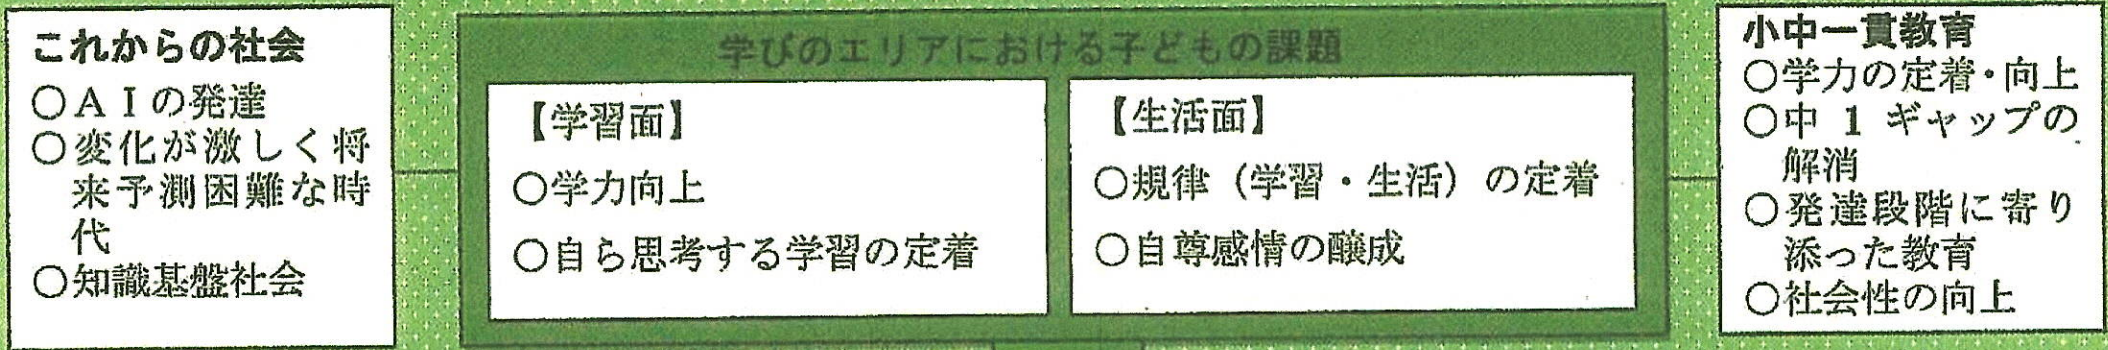 これからの社会
○ＡＩの発達
○変化が激しく将
来予測困難な時
代
○知識基盤社会
学びのエリアにおける子どもの課題
【学習面】
○学力向上
○自ら思考する学習の定着
【生活面】
○規律（学習・生活）の定着
○自尊感情の醸成
小中一貫教育
○学力の定着・向上
○中１ギャップの
解消
○発達段階に寄り
添った教育
○社会性の向上